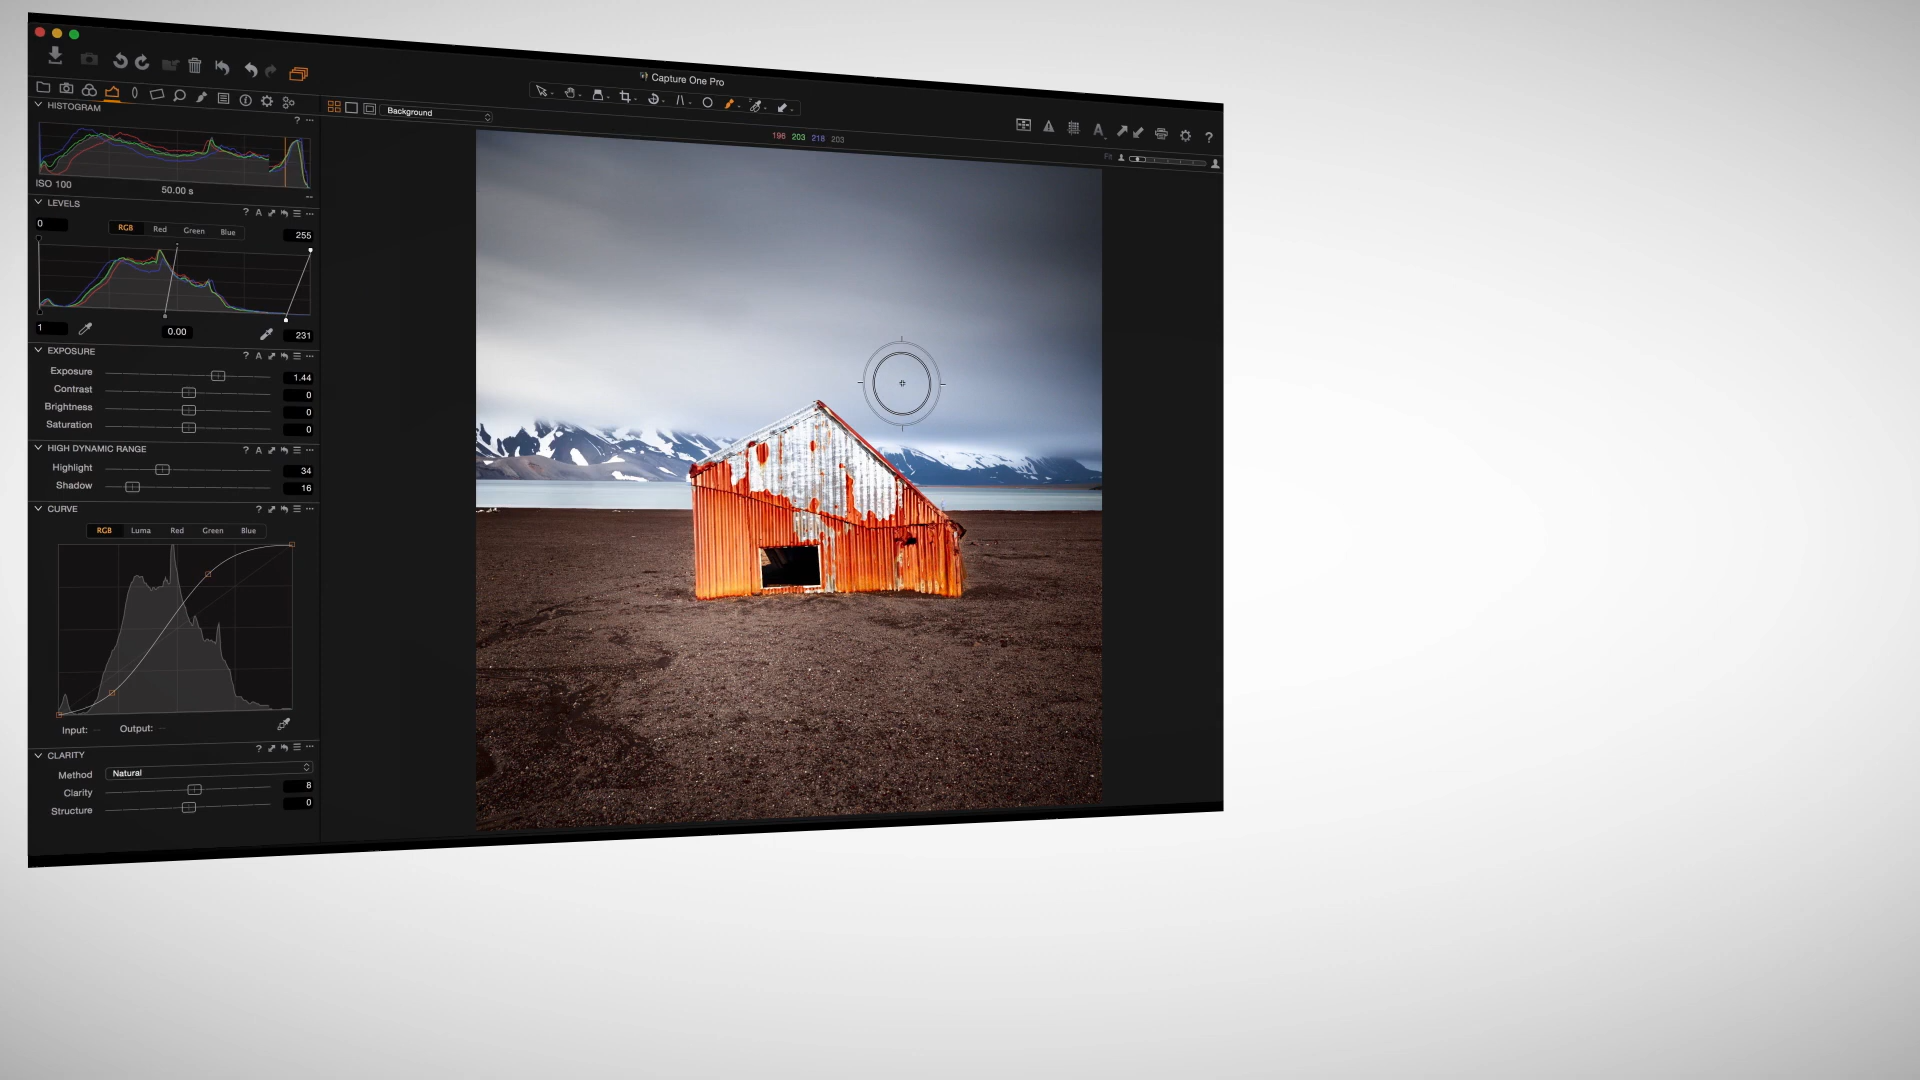 Capture One Pro
Background
196 203 218 203
Fit
HISTOGRAM
ISO 100
50.00 s
--
LEVELS
0
RGB Red Green Blue
255
1
0.00
231
EXPOSURE
Exposure 1.44
Contrast 0
Brightness 0
Saturation 0
HIGH DYNAMIC RANGE
Highlight 34
Shadow 16
CURVE
RGB Luma Red Green Blue
Input: -- Output: --
CLARITY
Method Natural
Clarity 8
Structure 0